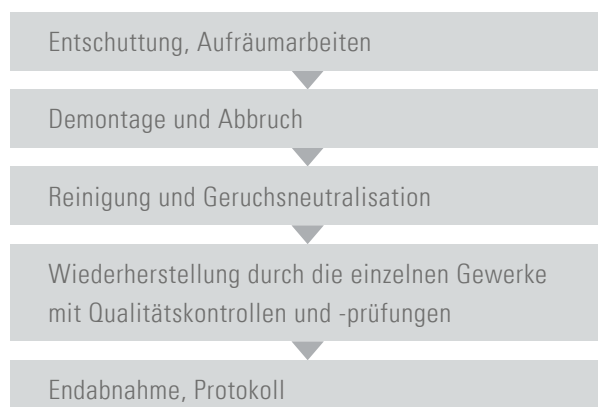 Entschuttung, Aufräumarbeiten
Demontage und Abbruch
Reinigung und Geruchsneutralisation
Wiederherstellung durch die einzelnen Gewerke
mit Qualitätskontrollen und -prüfungen
Endabnahme, Protokoll